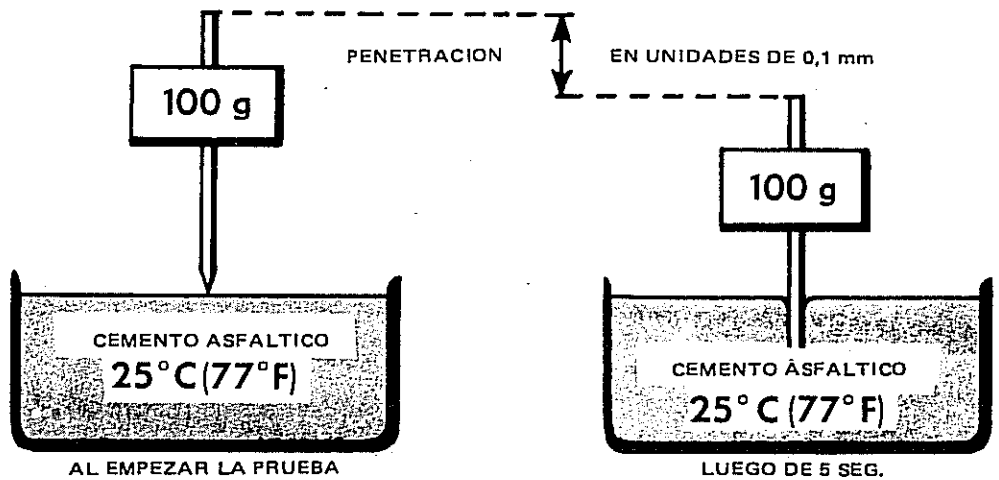 PENETRACION
EN UNIDADES DE 0,1 mm
100 g
100 g
CEMENTO ASFALTICO
25°C (77°F)
CEMENTO ASFALTICO
25°C (77°F)
AL EMPEZAR LA PRUEBA
LUEGO DE 5 SEG.